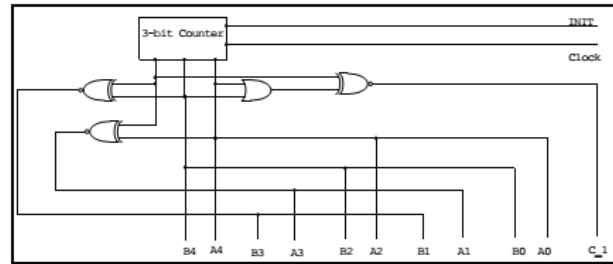 INIT
3-bit Counter
Clock
B4 A4 B3 A3 B2 A2 B1 A1 B0 A0 C_1